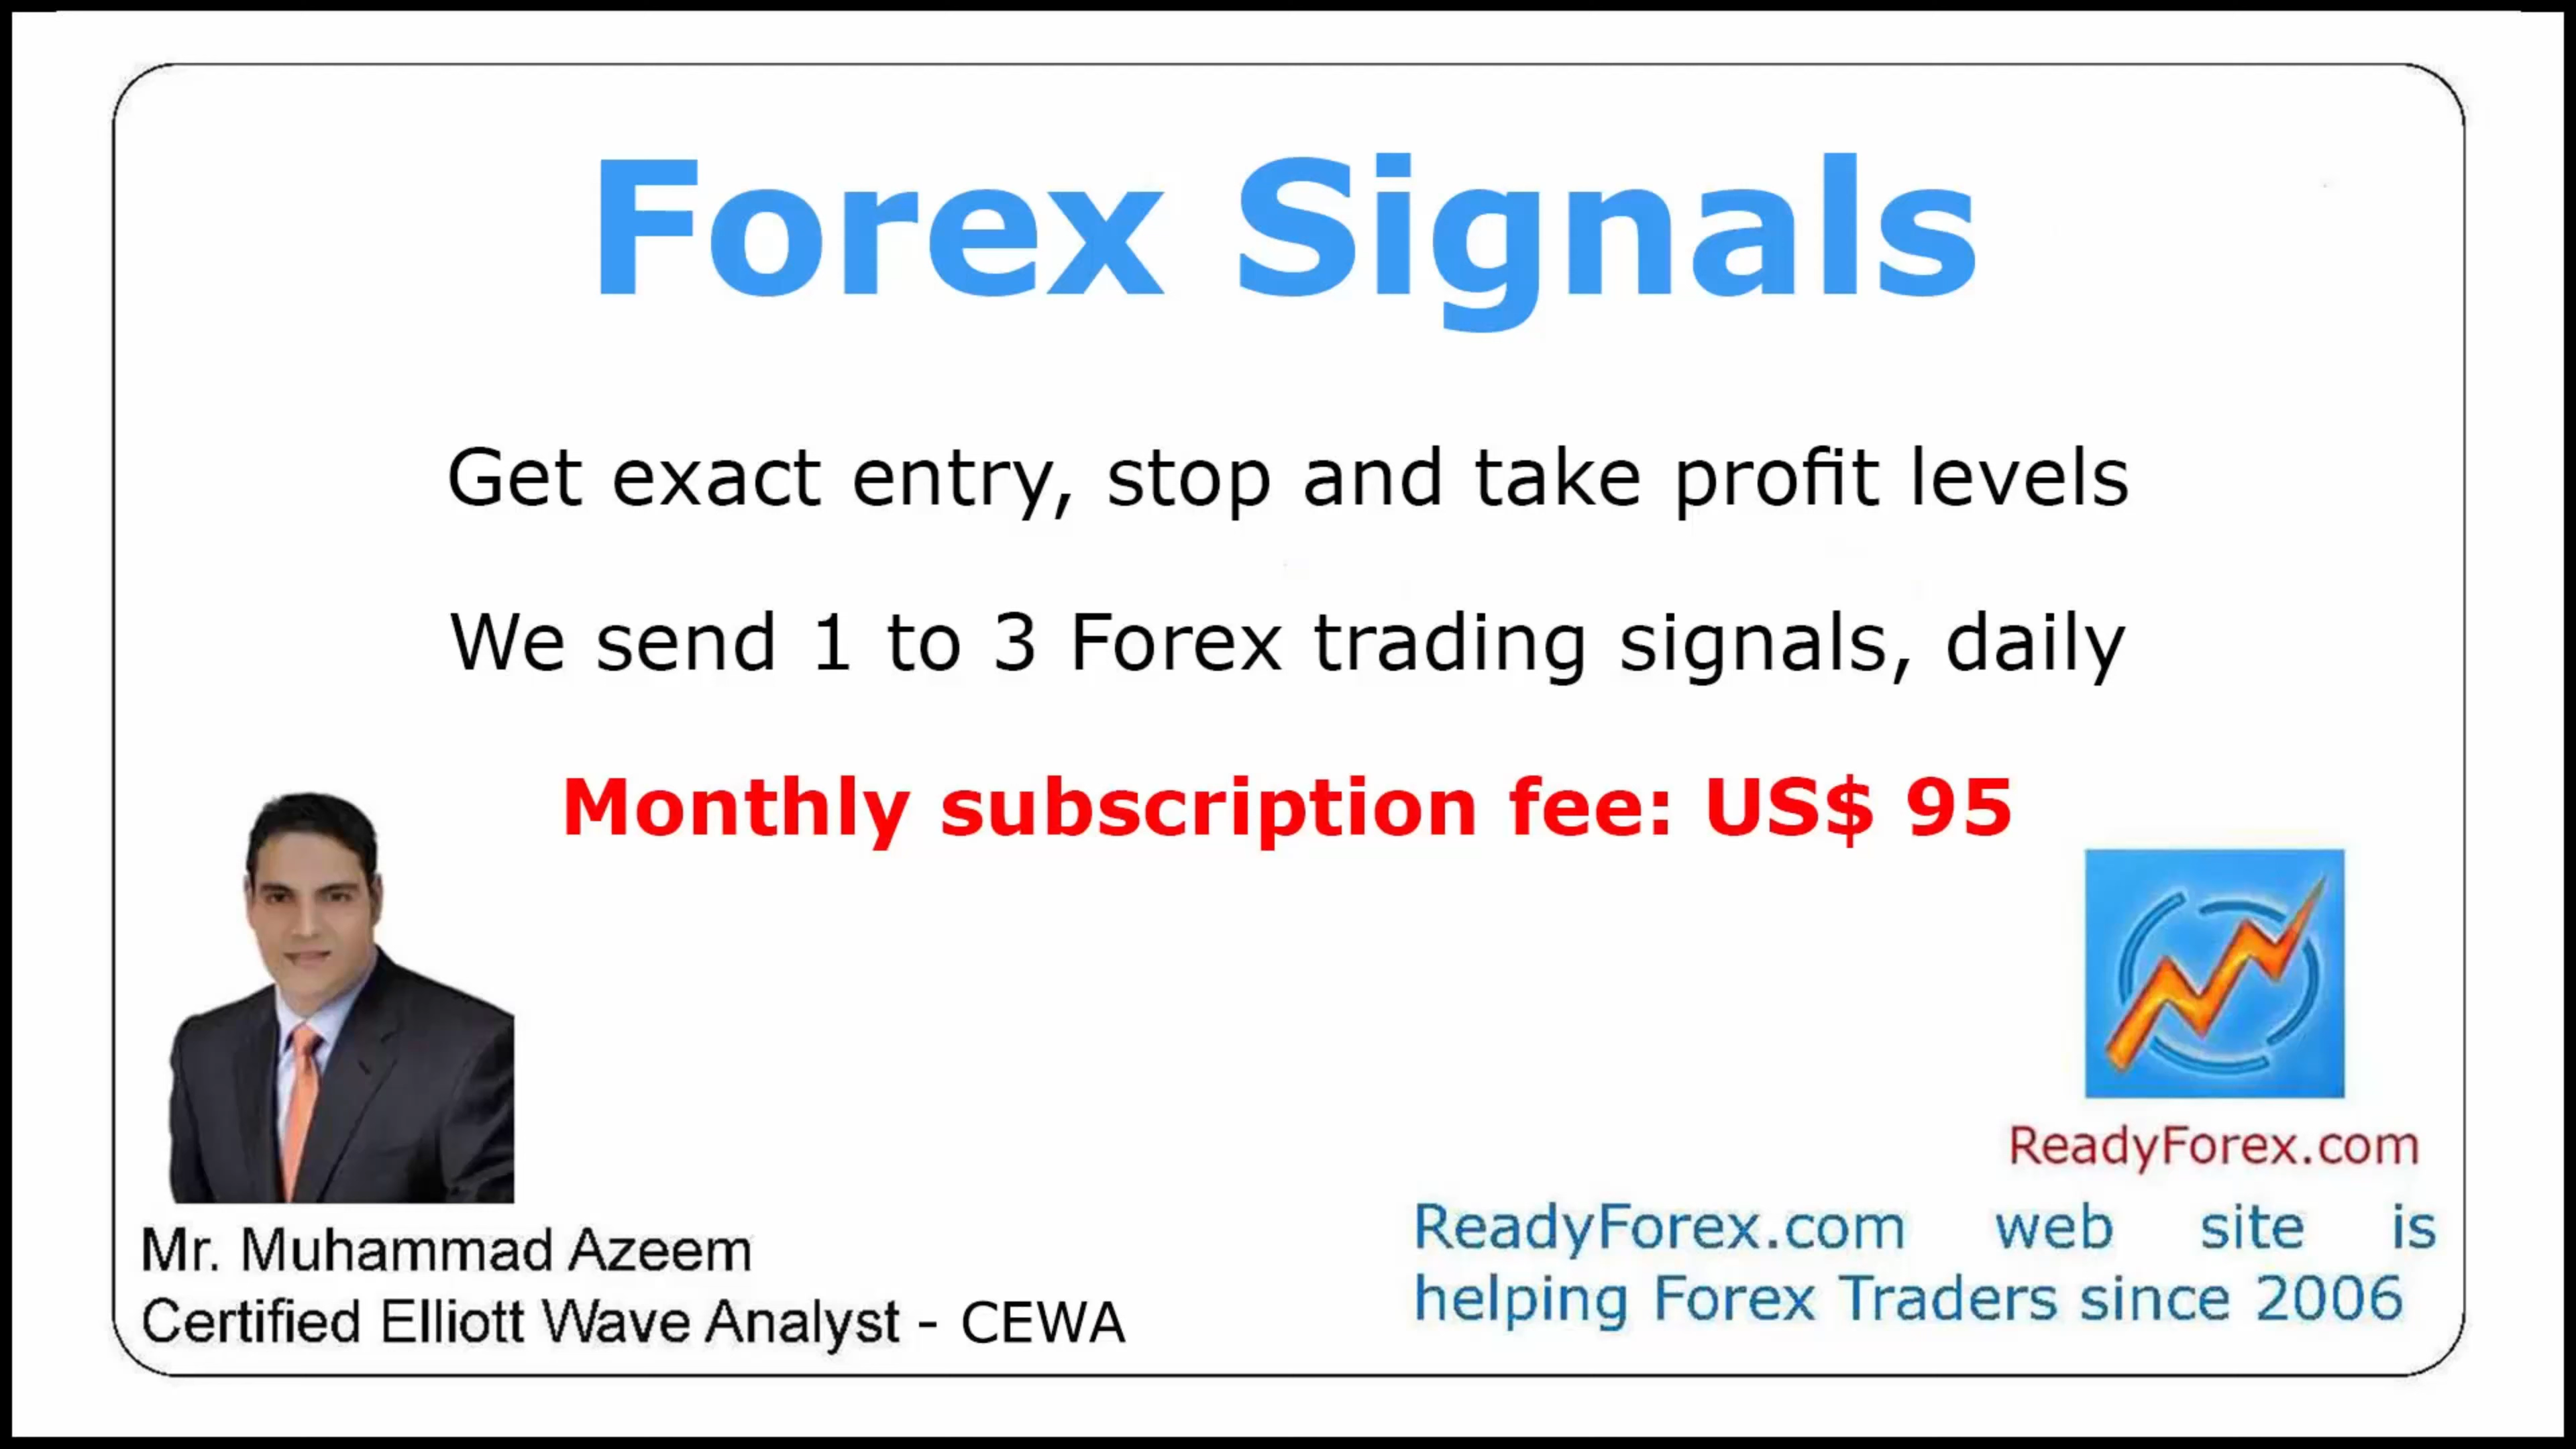 Forex Signals
Get exact entry, stop and take profit levels
We send 1 to 3 Forex trading signals, daily
Monthly subscription fee: US$ 95
Mr. Muhammad Azeem
Certified Elliott Wave Analyst - CEWA
ReadyForex.com
ReadyForex.com web site is
helping Forex Traders since 2006